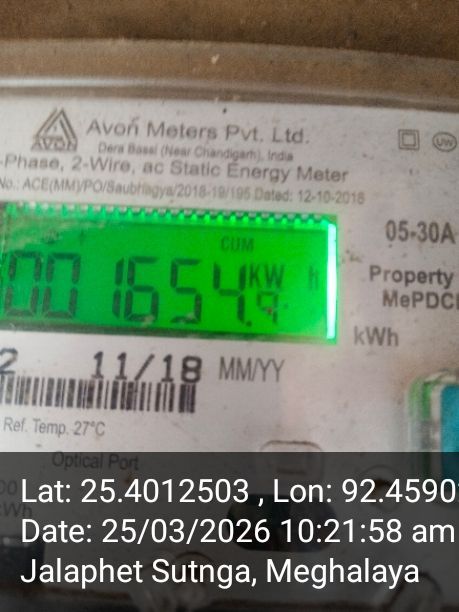 Avon Meters Pvt. Ltd.
AVON
Dera Bassi (Near Chandigarh), India
-Phase, 2-Wire, ac Static Energy Meter
No.: ACE(MM)/PO/Saubhagya/2018-19/195 Dated: 12-10-2018
CUM
05-30A
001654.9 KW h
Property
MePDCL
kWh
2 11/18 MM/YY
Ref. Temp. 27°C
Optical Port
Lat: 25.4012503 , Lon: 92.4590
Date: 25/03/2026 10:21:58 am
Jalaphet Sutnga, Meghalaya